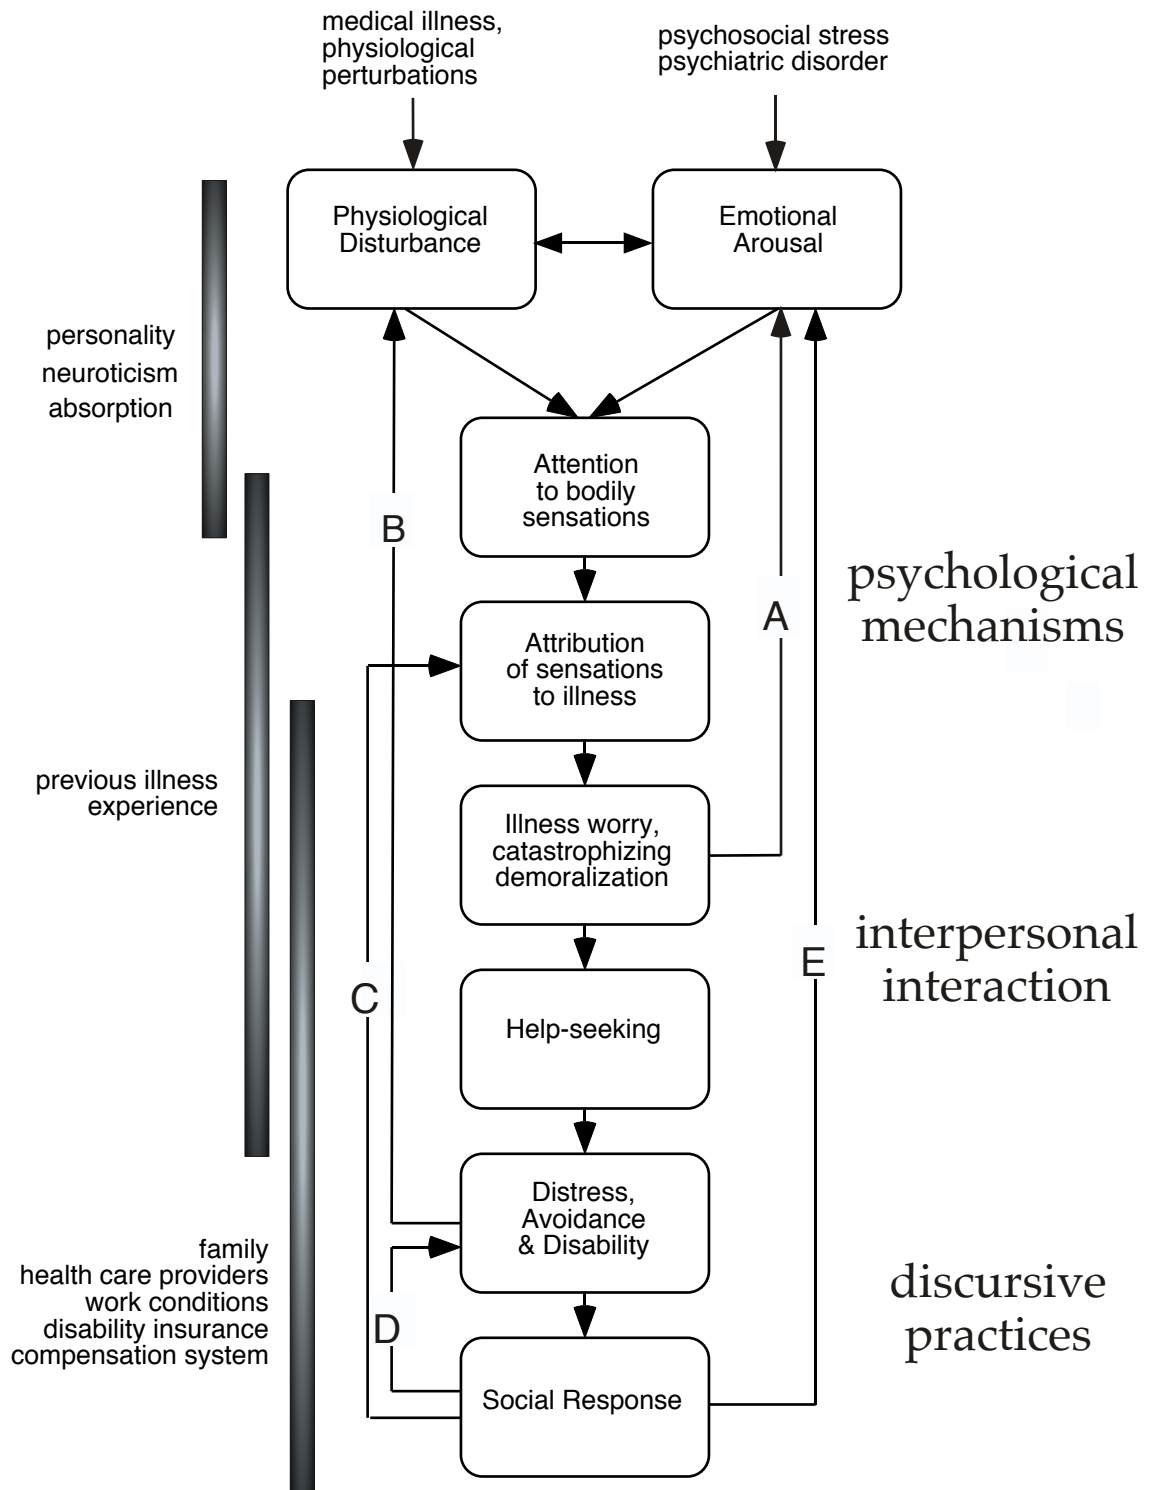 medical illness,
physiological
perturbations
psychosocial stress
psychiatric disorder
Physiological
Disturbance
Emotional
Arousal
personality
neuroticism
absorption
Attention
to bodily
sensations
B
psychological
mechanisms
A
Attribution
of sensations
to illness
previous illness
experience
Illness worry,
catastrophizing
demoralization
interpersonal
interaction
E
C
Help-seeking
Distress,
Avoidance
& Disability
family
health care providers
work conditions
disability insurance
compensation system
discursive
practices
D
Social Response